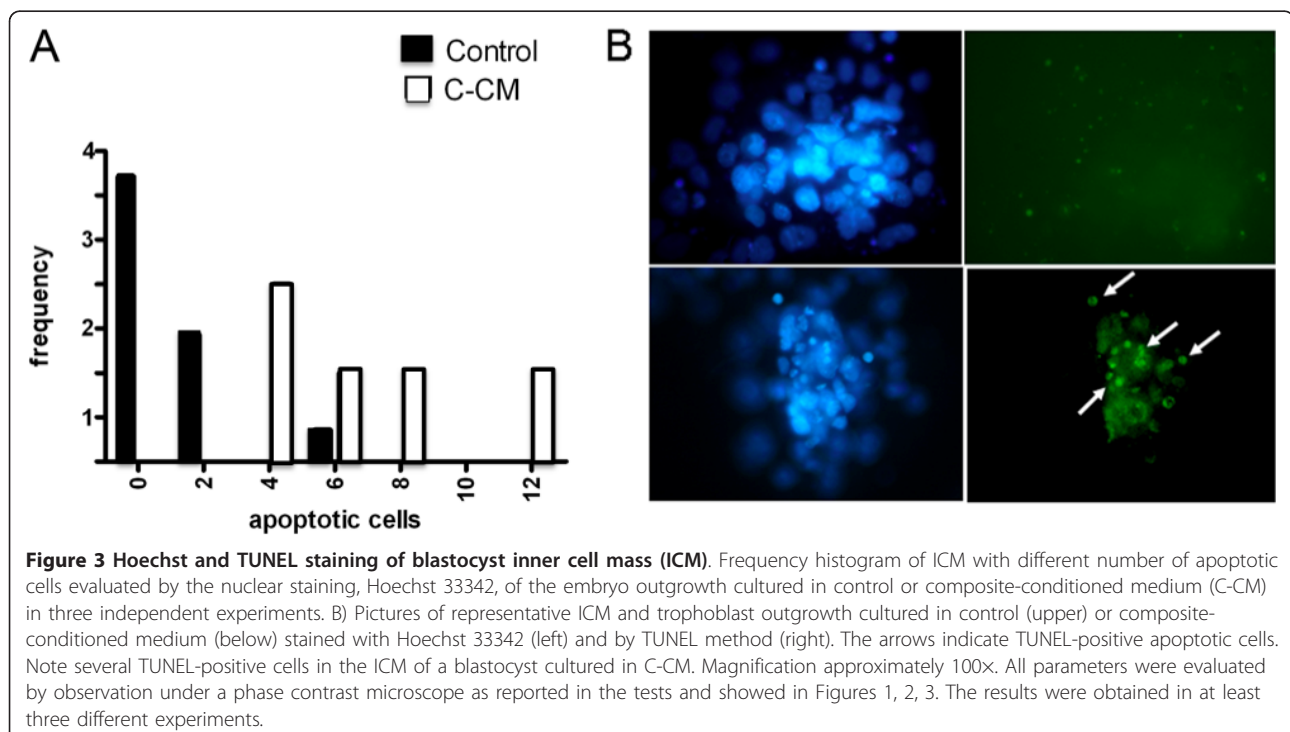 A
Control
C-CM
B
4
3
2
1
frequency
0 2 4 6 8 10 12
apoptotic cells
Figure 3 Hoechst and TUNEL staining of blastocyst inner cell mass (ICM). Frequency histogram of ICM with different number of apoptotic
cells evaluated by the nuclear staining, Hoechst 33342, of the embryo outgrowth cultured in control or composite-conditioned medium (C-CM)
in three independent experiments. B) Pictures of representative ICM and trophoblast outgrowth cultured in control (upper) or composite-
conditioned medium (below) stained with Hoechst 33342 (left) and by TUNEL method (right). The arrows indicate TUNEL-positive apoptotic cells.
Note several TUNEL-positive cells in the ICM of a blastocyst cultured in C-CM. Magnification approximately 100×. All parameters were evaluated
by observation under a phase contrast microscope as reported in the tests and showed in Figures 1, 2, 3. The results were obtained in at least
three different experiments.